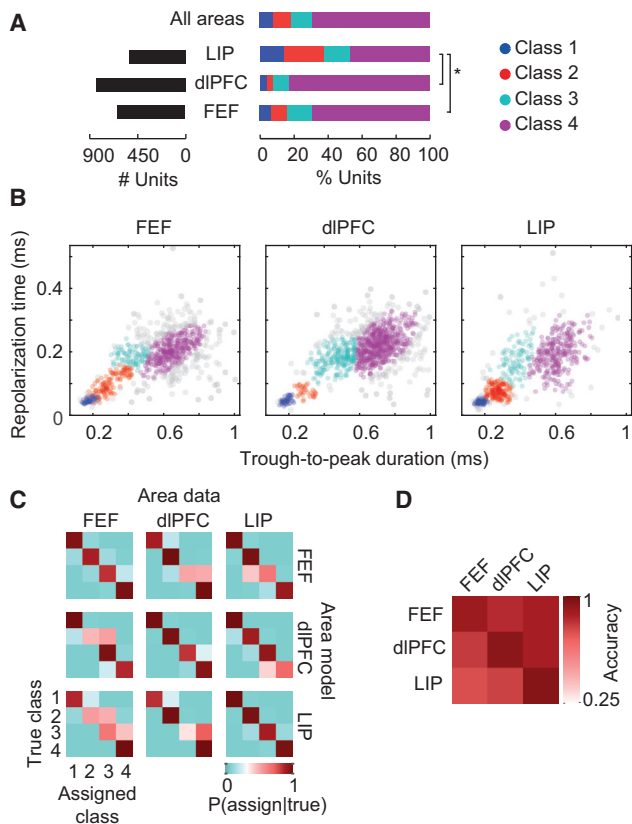 A
All areas
LIP
dlPFC
FEF
*
Class 1
Class 2
Class 3
Class 4
900 450 0
# Units
0 20 40 60 80 100
% Units
B
FEF dlPFC LIP
Repolarization time (ms)
0.4
0.2
0
0.2 0.6 1 0.2 0.6 1 0.2 0.6 1
Trough-to-peak duration (ms)
C
Area data
FEF dlPFC LIP
FEF
dlPFC
LIP
Area model
True class
1
2
3
4
1 2 3 4
Assigned
class
0 1
P(assign|true)
D
FEF dlPFC LIP
FEF
dlPFC
LIP
1
0.25
Accuracy